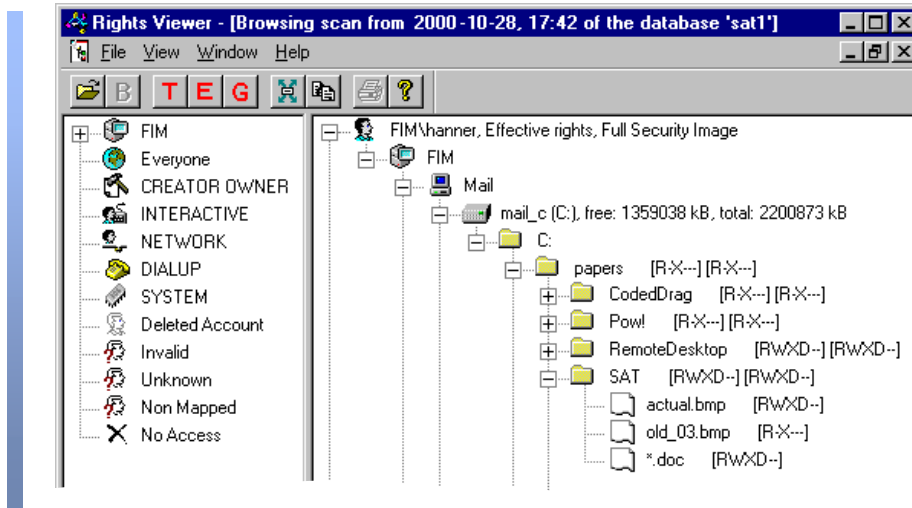 Rights Viewer - [Browsing scan from 2000-10-28, 17:42 of the database 'sat1']
File View Window Help
B T E G ?
FIM
Everyone
CREATOR OWNER
INTERACTIVE
NETWORK
DIALUP
SYSTEM
Deleted Account
Invalid
Unknown
Non Mapped
No Access
FIM\hanner, Effective rights, Full Security Image
FIM
Mail
mail_c (C:), free: 1359038 kB, total: 2200873 kB
C:
papers [R-X---] [R-X---]
CodedDrag [R-X---] [R-X---]
Pow! [R-X---] [R-X---]
RemoteDesktop [RWXD--] [RWXD--]
SAT [RWXD--] [RWXD--]
actual.bmp [RWXD--]
old_03.bmp [R-X---]
*.doc [RWXD--]